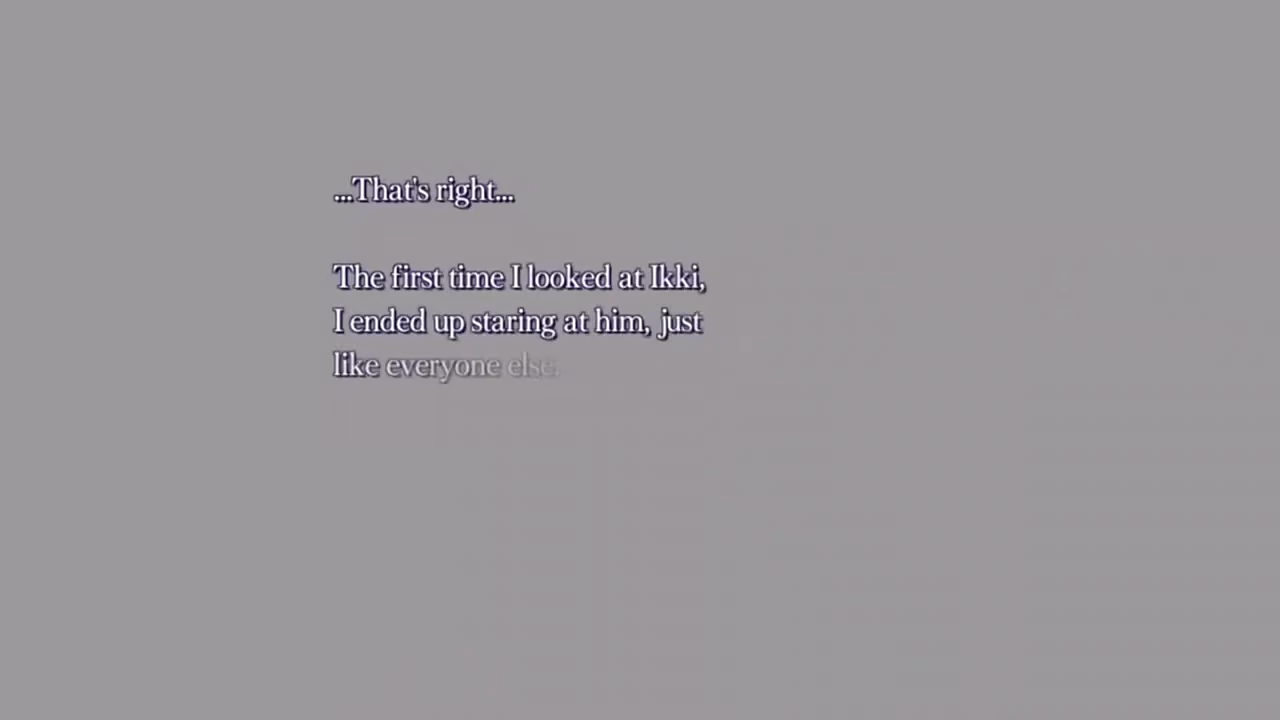 ...That's right...
The first time I looked at Ikki,
I ended up staring at him, just
like everyone else.